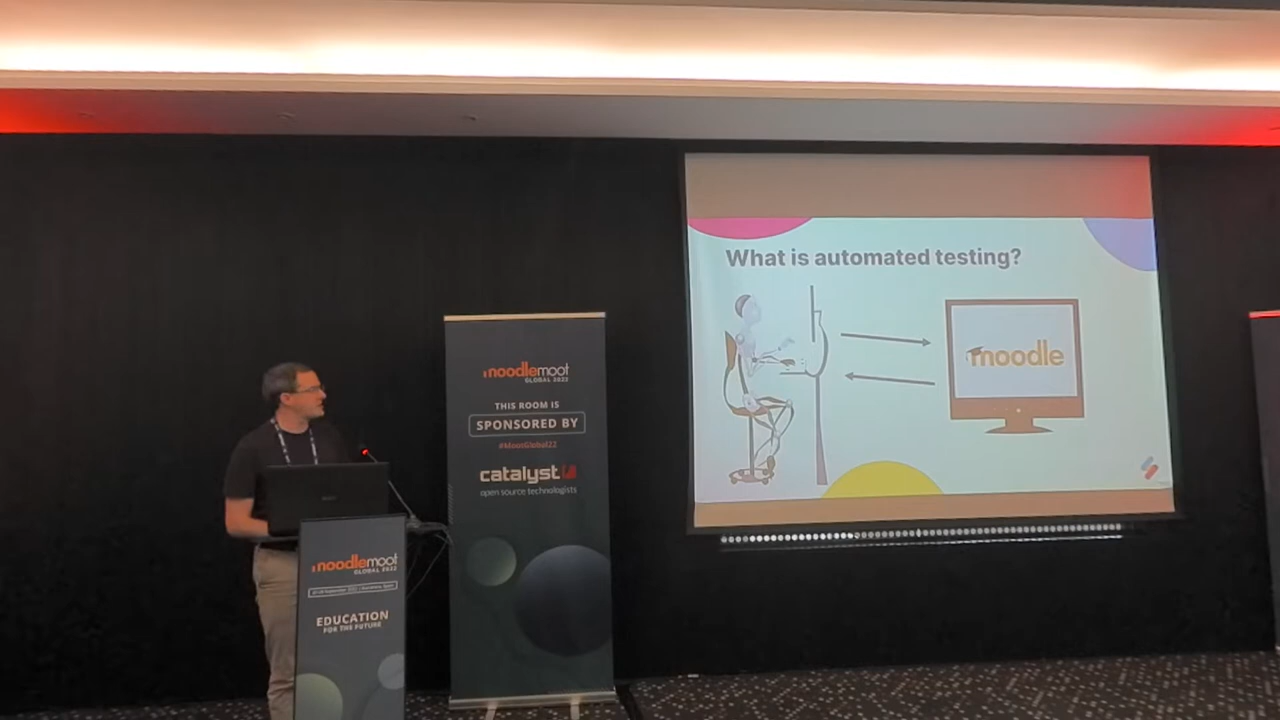 What is automated testing?
moodle
moodlemoot
GLOBAL 2022
THIS ROOM IS
SPONSORED BY
#MootGlobal22
catalyst
open source technologists
moodlemoot
GLOBAL 2022
EDUCATION
FOR THE FUTURE